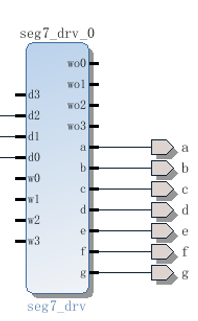 seg7_drv_0
wo0
wo1
d3 wo2
d2 wo3
d1 a a
d0 b b
w0 c c
w1 d d
w2 e e
w3 f f
g g
seg7_drv